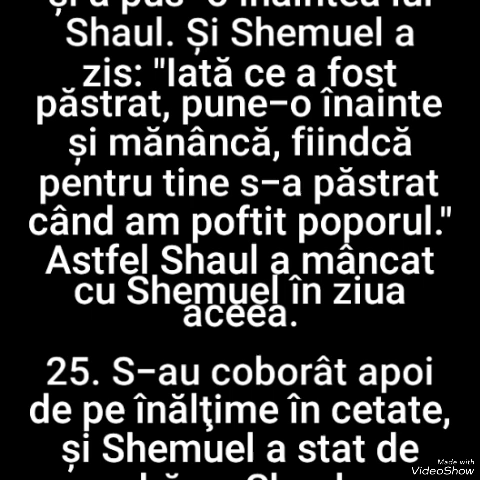 Shaul. Și Shemuel a
zis: "Iată ce a fost
păstrat, pune-o înainte
și mănâncă, fiindcă
pentru tine s-a păstrat
când am poftit poporul."
Astfel Shaul a mâncat
cu Shemuel în ziua
aceea.
25. S-au coborât apoi
de pe înălţime în cetate,
și Shemuel a stat de
Made with
VideoShow